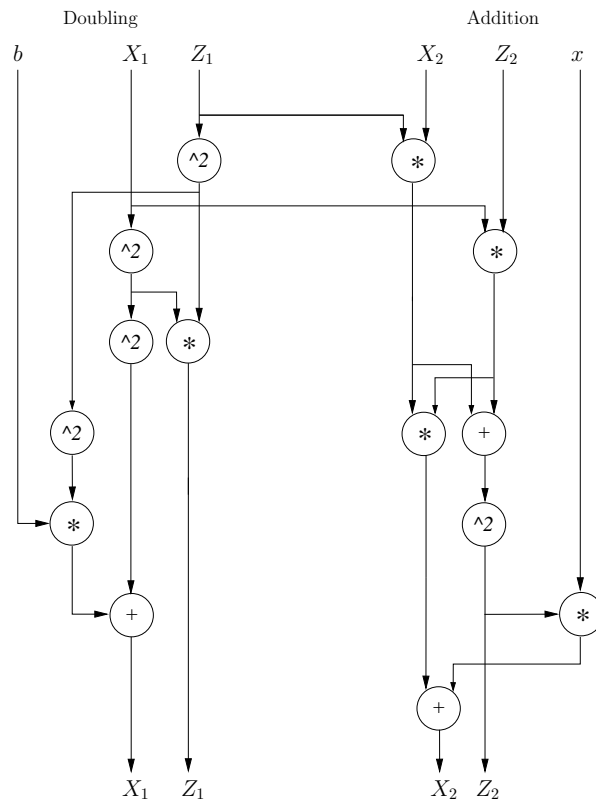 Doubling Addition
b X₁ Z₁ X₂ Z₂ x
^2 *
^2 *
^2 *
^2 * +
* ^2
+ *
+
X₁ Z₁ X₂ Z₂